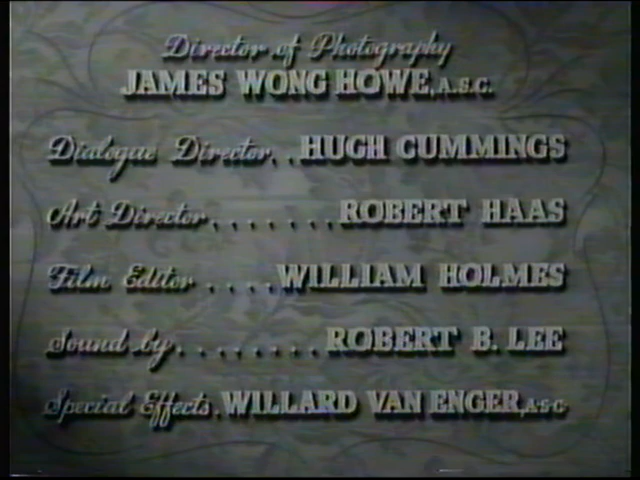 Director of Photography
JAMES WONG HOWE, A.S.C.
Dialogue Director . . HUGH CUMMINGS
Art Director . . . . . . . ROBERT HAAS
Film Editor . . . . WILLIAM HOLMES
Sound by . . . . . . . . ROBERT B. LEE
Special Effects . WILLARD VAN ENGER, A.S.C.